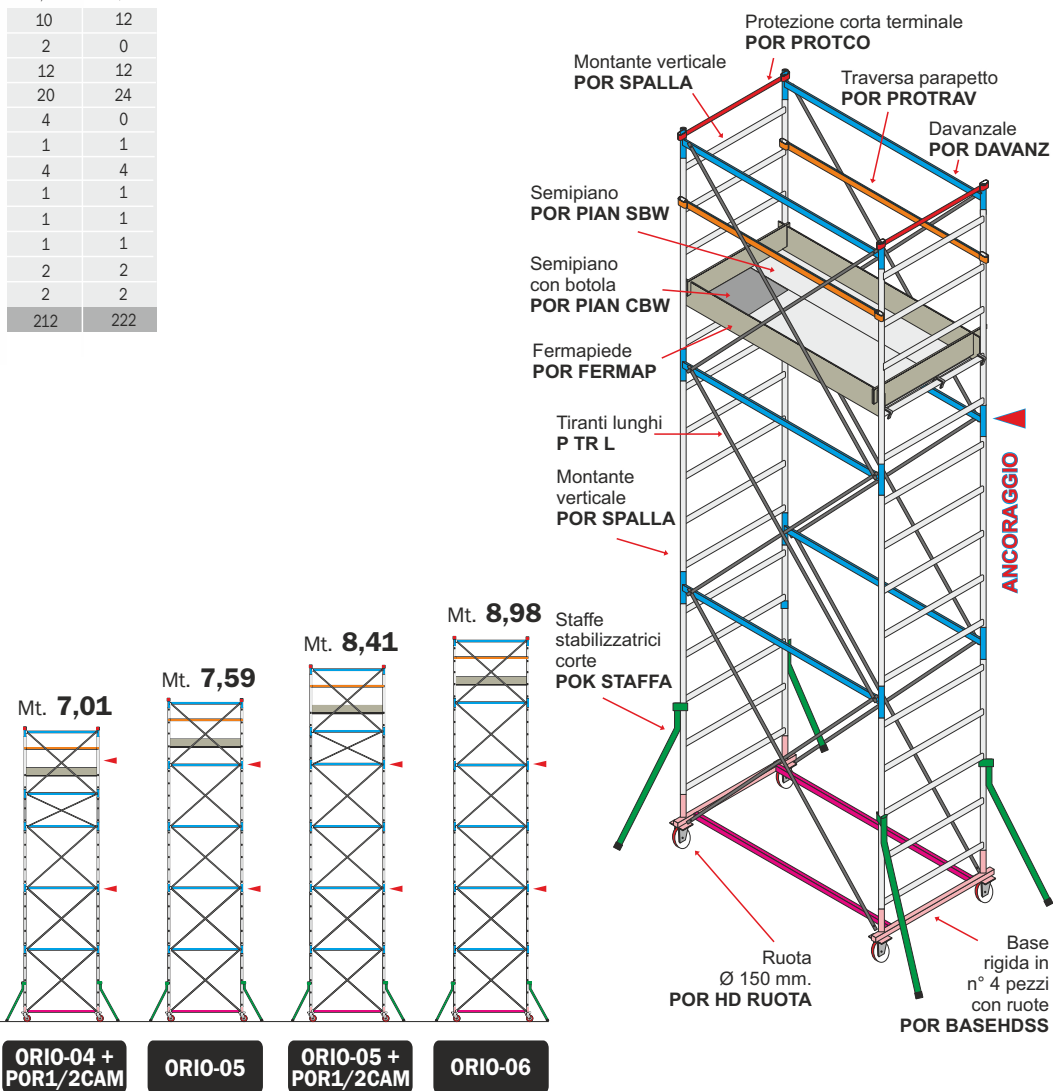 10 12
2 0
12 12
20 24
4 0
1 1
4 4
1 1
1 1
1 1
2 2
2 2
212 222
Protezione corta terminale
POR PROTCO
Montante verticale
POR SPALLA
Traversa parapetto
POR PROTRAV
Davanzale
POR DAVANZ
Semipiano
POR PIAN SBW
Semipiano
con botola
POR PIAN CBW
Fermapiede
POR FERMAP
Tiranti lunghi
P TR L
Montante
verticale
POR SPALLA
ANCORAGGIO
Staffe
stabilizzatrici
corte
POK STAFFA
Ruota
Ø 150 mm.
POR HD RUOTA
Base
rigida in
n° 4 pezzi
con ruote
POR BASEHDSS
Mt. 7,01
Mt. 7,59
Mt. 8,41
Mt. 8,98
ORIO-04 +
POR1/2CAM
ORIO-05
ORIO-05 +
POR1/2CAM
ORIO-06